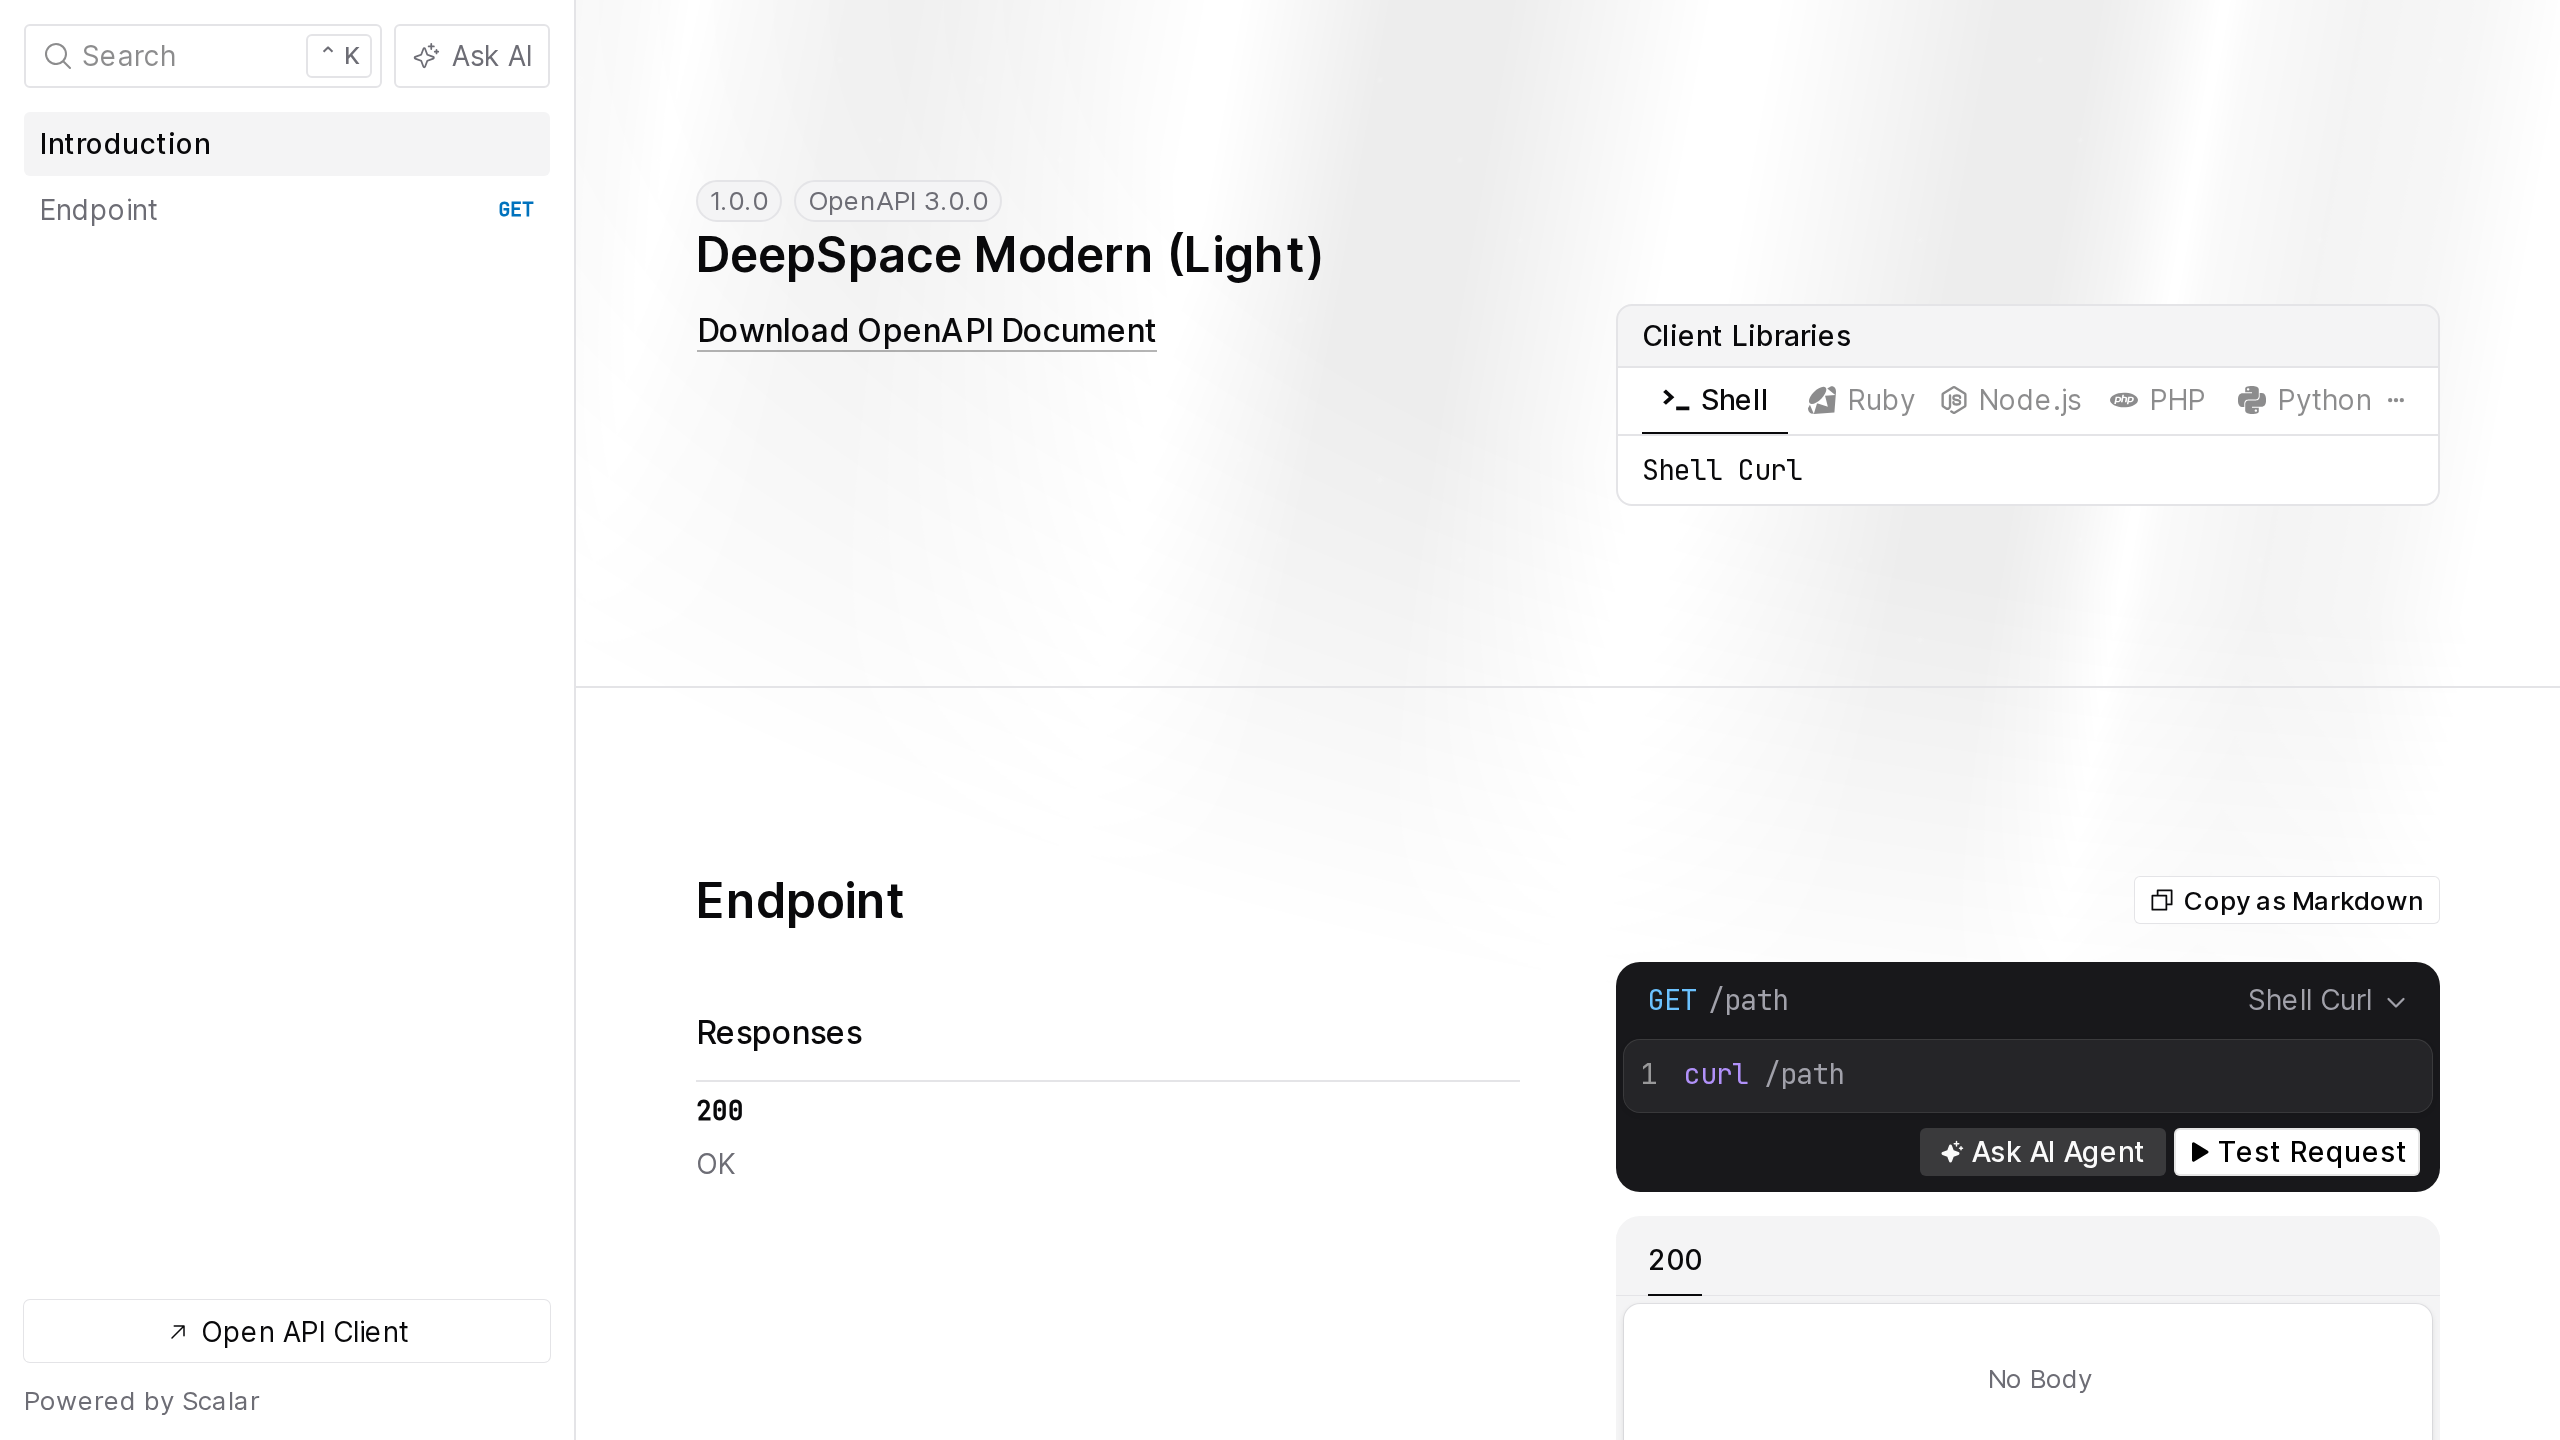 Search
⌃ K
Ask AI
Introduction
Endpoint
GET
Open API Client
Powered by Scalar
1.0.0
OpenAPI 3.0.0
DeepSpace Modern (Light)
Download OpenAPI Document
Client Libraries
Shell
Ruby
Node.js
php PHP
Python
Shell Curl
Endpoint
Copy as Markdown
Responses
200
OK
GET /path
Shell Curl
1 curl /path
Ask AI Agent
Test Request
200
No Body